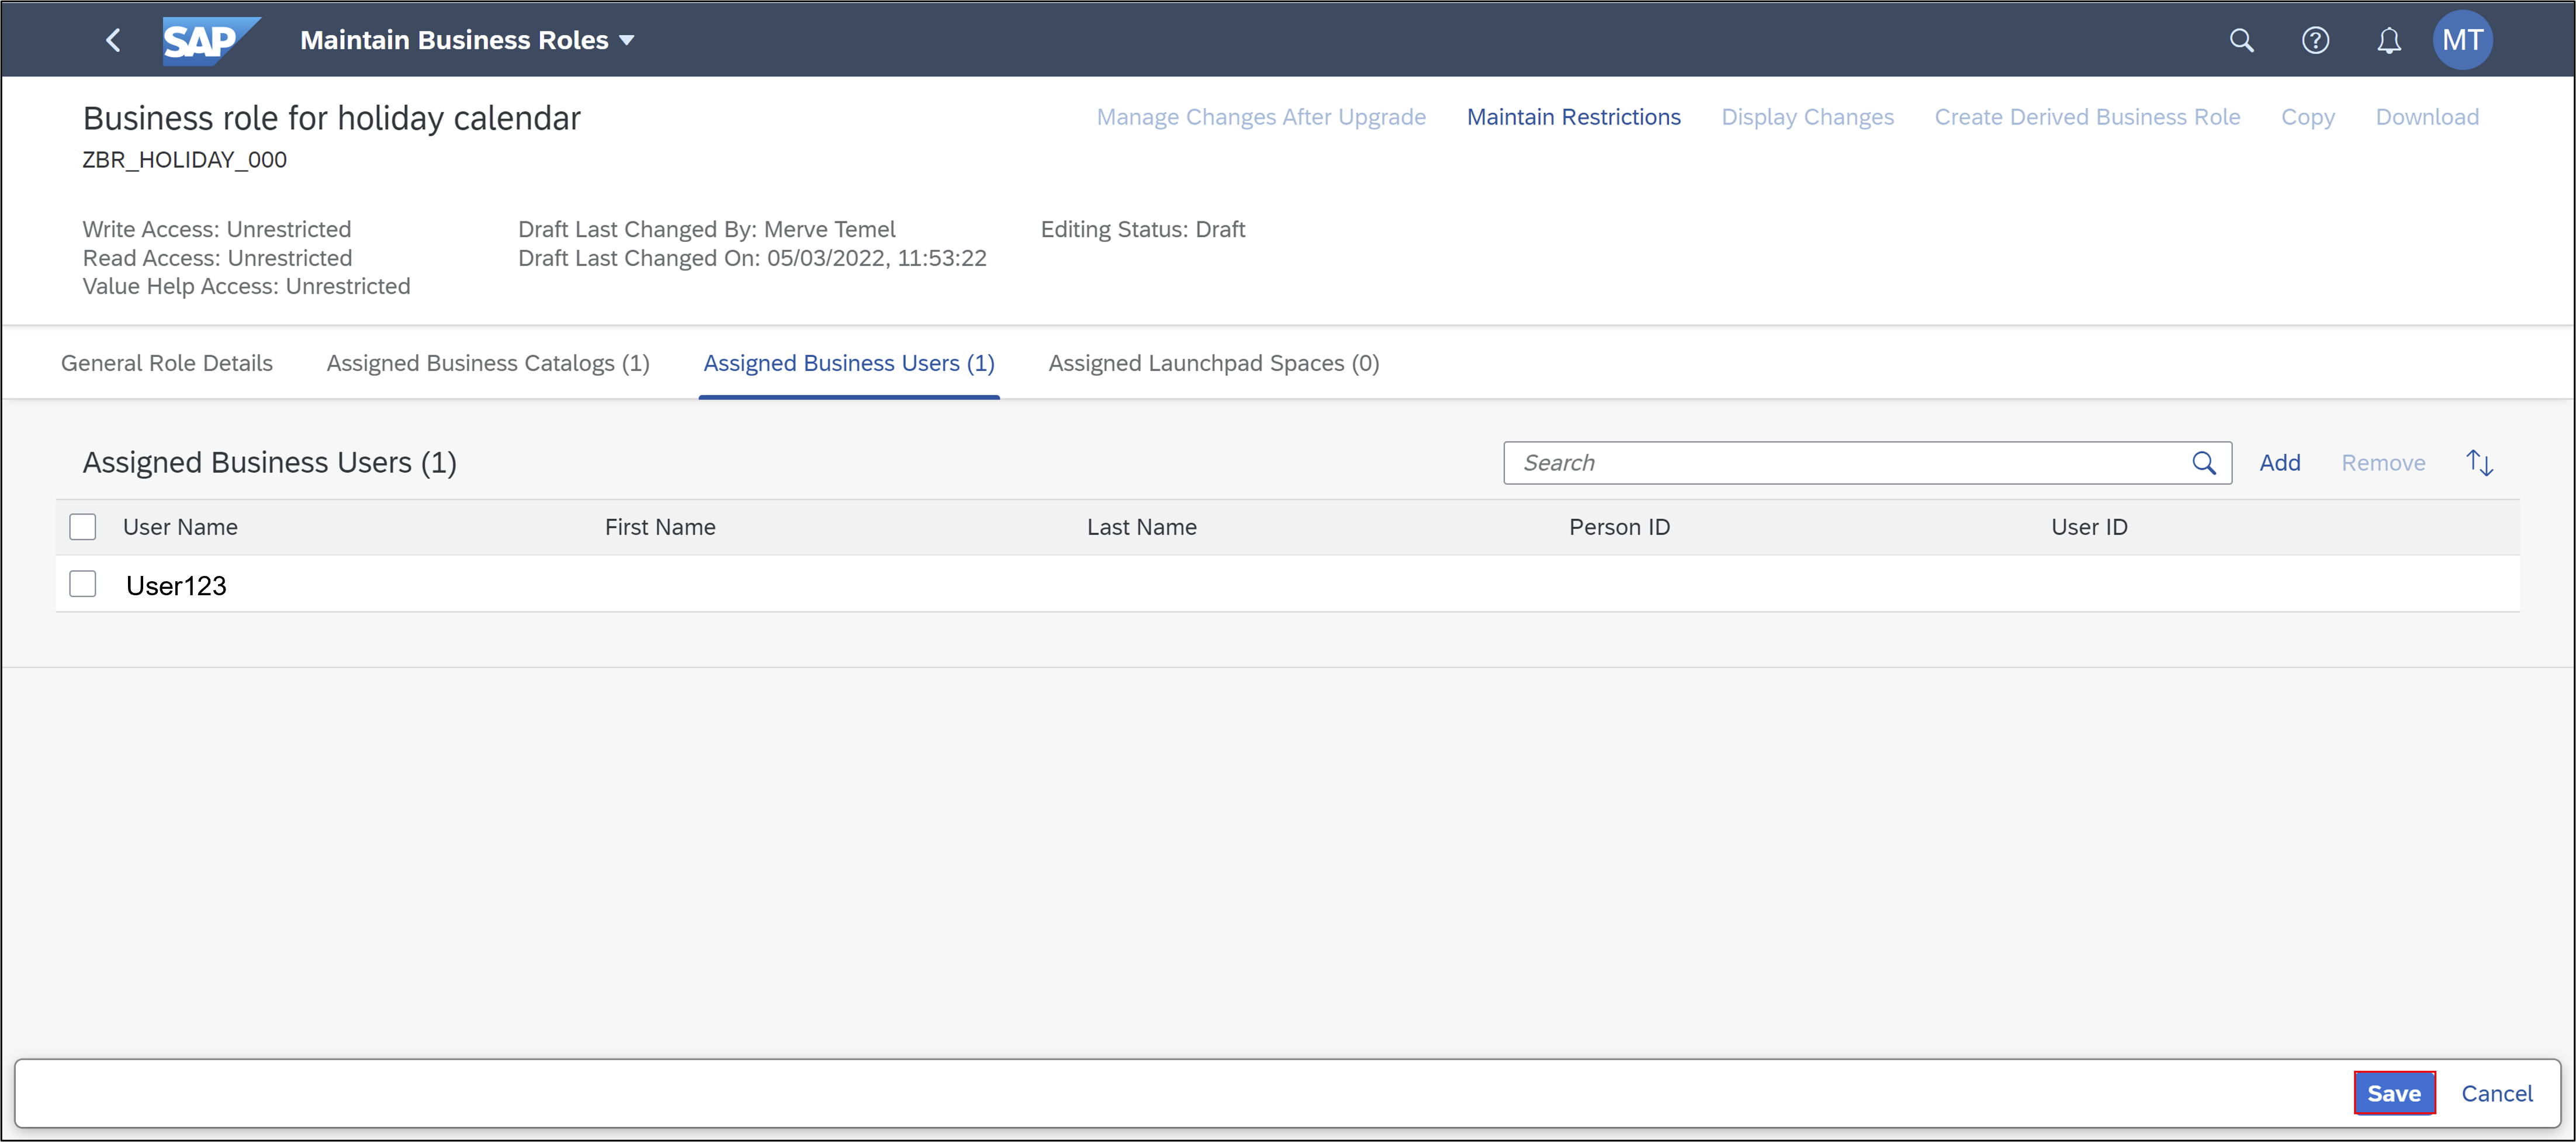 SAP Maintain Business Roles MT
Business role for holiday calendar
Manage Changes After Upgrade Maintain Restrictions Display Changes Create Derived Business Role Copy Download
ZBR_HOLIDAY_000
Write Access: Unrestricted Draft Last Changed By: Merve Temel Editing Status: Draft
Read Access: Unrestricted Draft Last Changed On: 05/03/2022, 11:53:22
Value Help Access: Unrestricted
General Role Details Assigned Business Catalogs (1) Assigned Business Users (1) Assigned Launchpad Spaces (0)
Assigned Business Users (1) Search Add Remove
User Name First Name Last Name Person ID User ID
User123
Save Cancel